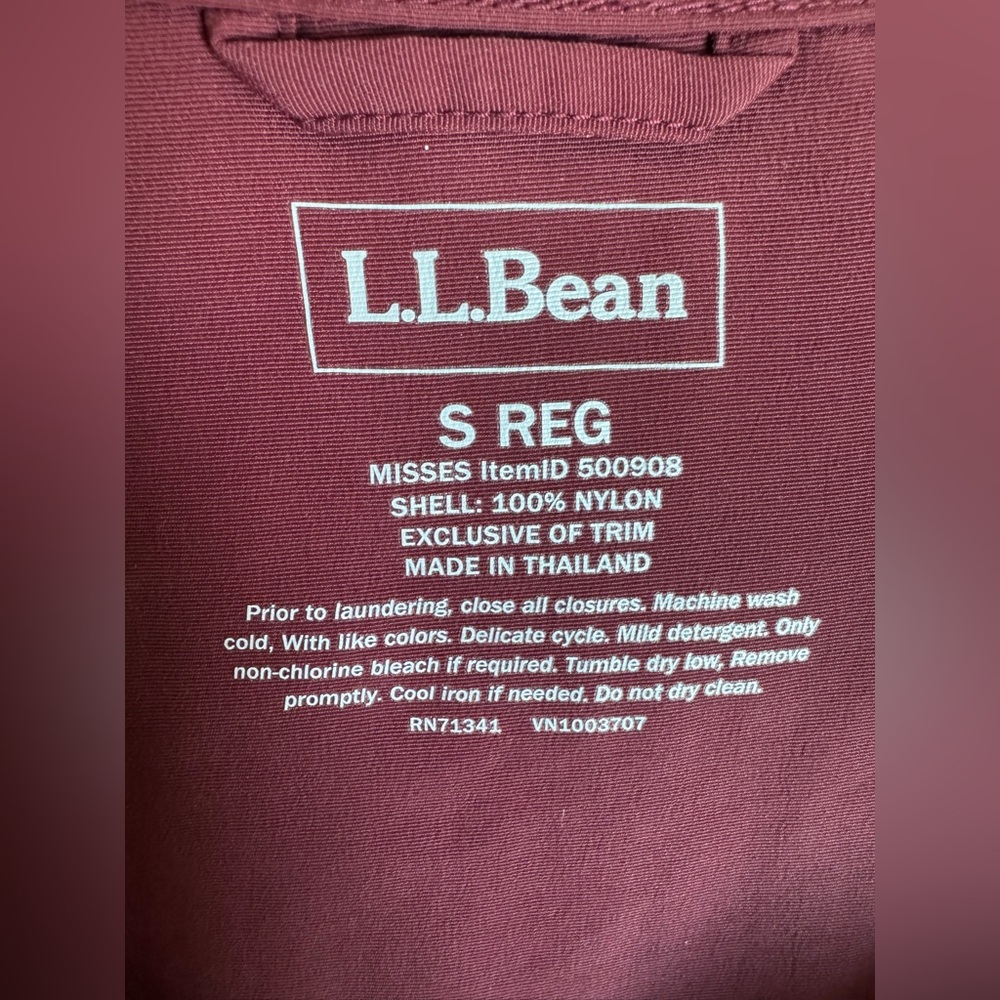 L.L.Bean
S REG
MISSES ItemID 500908
SHELL: 100% NYLON
EXCLUSIVE OF TRIM
MADE IN THAILAND
Prior to laundering, close all closures. Machine wash
cold, With like colors. Delicate cycle. Mild detergent. Only
non-chlorine bleach if required. Tumble dry low, Remove
promptly. Cool iron if needed. Do not dry clean.
RN71341 VN1003707